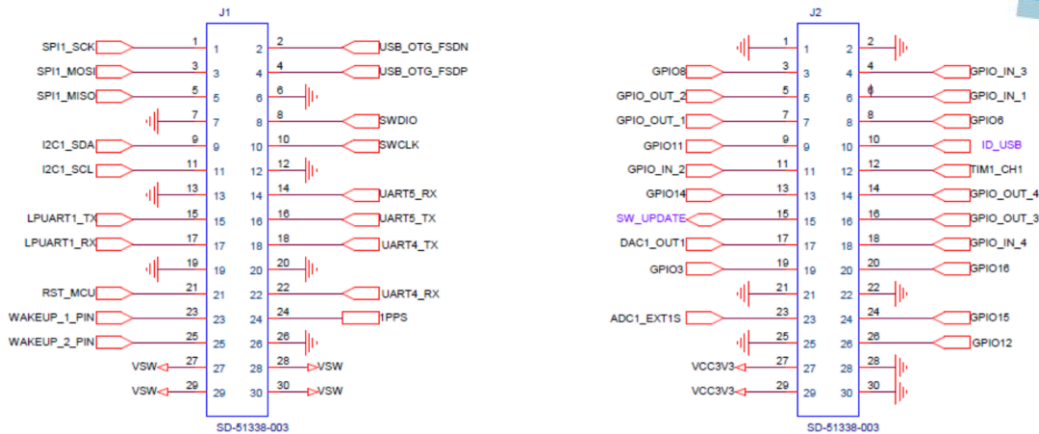 J1 J2
SPI1_SCK 1 1 2 2 USB_OTG_FSDN 1 1 2 2
SPI1_MOSI 3 3 4 4 USB_OTG_FSDP GPIO8 3 3 4 4 GPIO_IN_3
SPI1_MISO 5 5 6 6 GPIO_OUT_2 5 5 6 6 GPIO_IN_1
7 7 8 8 SWDIO GPIO_OUT_1 7 7 8 8 GPIO6
I2C1_SDA 9 9 10 10 SWCLK GPIO11 9 9 10 10 ID_USB
I2C1_SCL 11 11 12 12 GPIO_IN_2 11 11 12 12 TIM1_CH1
13 13 14 14 UART5_RX GPIO14 13 13 14 14 GPIO_OUT_4
LPUART1_TX 15 15 16 16 UART5_TX SW_UPDATE 15 15 16 16 GPIO_OUT_3
LPUART1_RX 17 17 18 18 UART4_TX DAC1_OUT1 17 17 18 18 GPIO_IN_4
19 19 20 20 GPIO3 19 19 20 20 GPIO16
RST_MCU 21 21 22 22 UART4_RX 21 21 22 22
WAKEUP_1_PIN 23 23 24 24 1PPS ADC1_EXT1S 23 23 24 24 GPIO15
WAKEUP_2_PIN 25 25 26 26 25 25 26 26 GPIO12
VSW 27 27 28 28 VSW VCC3V3 27 27 28 28
VSW 29 29 30 30 VSW VCC3V3 29 29 30 30
SD-51338-003 SD-51338-003